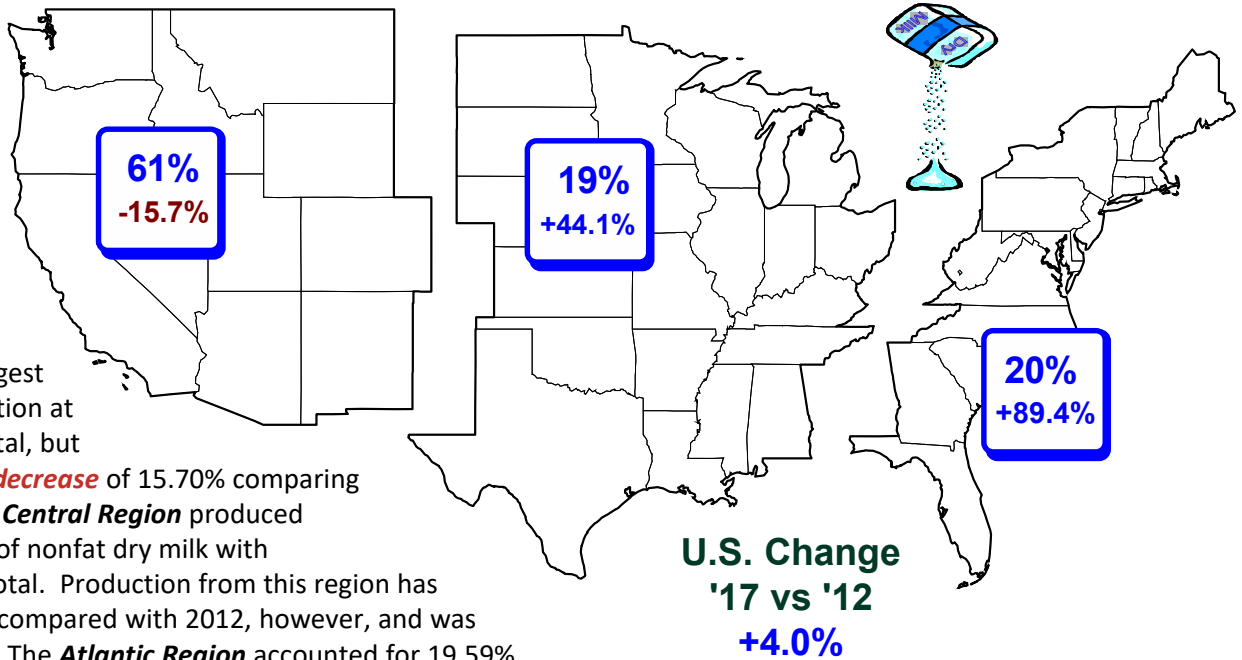 Milk
Dry
61%
-15.7%
19%
+44.1%
20%
+89.4%
gest
tion at
tal, but
decrease of 15.70% comparing
Central Region produced
of nonfat dry milk with
otal. Production from this region has
compared with 2012, however, and was
The Atlantic Region accounted for 19.59%
U.S. Change
'17 vs '12
+4.0%